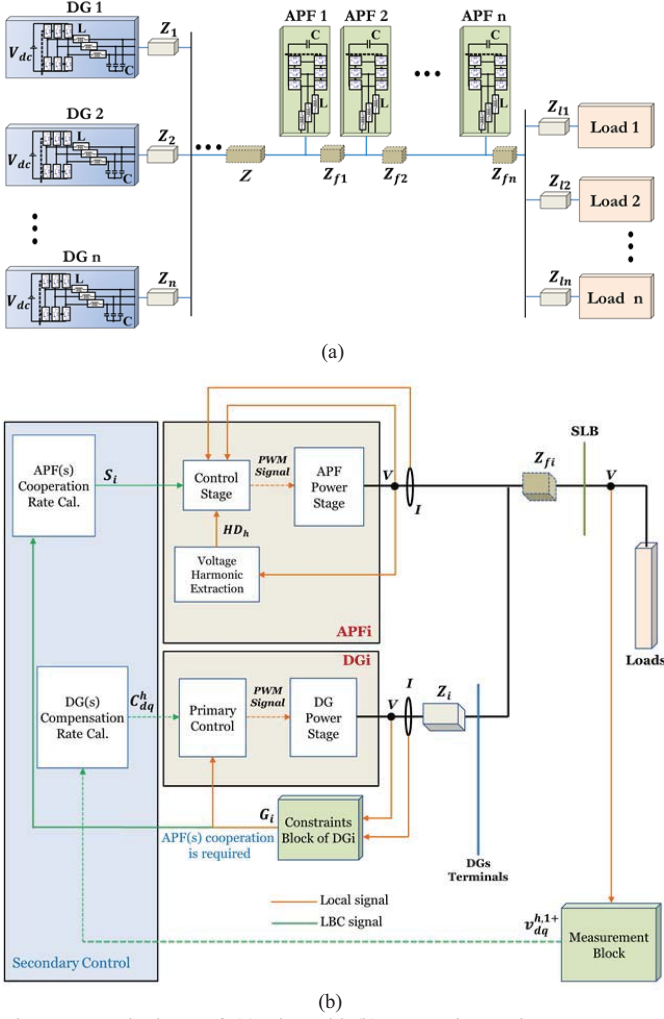 DG 1
V_dc
L
C
Z_1
DG 2
V_dc
L
C
Z_2
DG n
V_dc
L
C
Z_n
Z
APF 1
C
L
APF 2
C
L
APF n
C
L
Z_f1
Z_f2
Z_fn
Z_l1
Load 1
Z_l2
Load 2
Z_ln
Load n
(a)
APF(s)
Cooperation
Rate Cal.
S_i
Control
Stage
PWM
Signal
APF
Power
Stage
V
I
HD_h
Voltage
Harmonic
Extraction
APFi
Z_fi
SLB
V
Loads
DG(s)
Compensation
Rate Cal.
C^h_dq
DGi
Primary
Control
PWM
Signal
DG
Power
Stage
V
I
Z_i
DGs
Terminals
G_i
Constraints
Block of DGi
APF(s) cooperation
is required
Local signal
LBC signal
v^{h,1+}_dq
Measurement
Block
Secondary Control
(b)